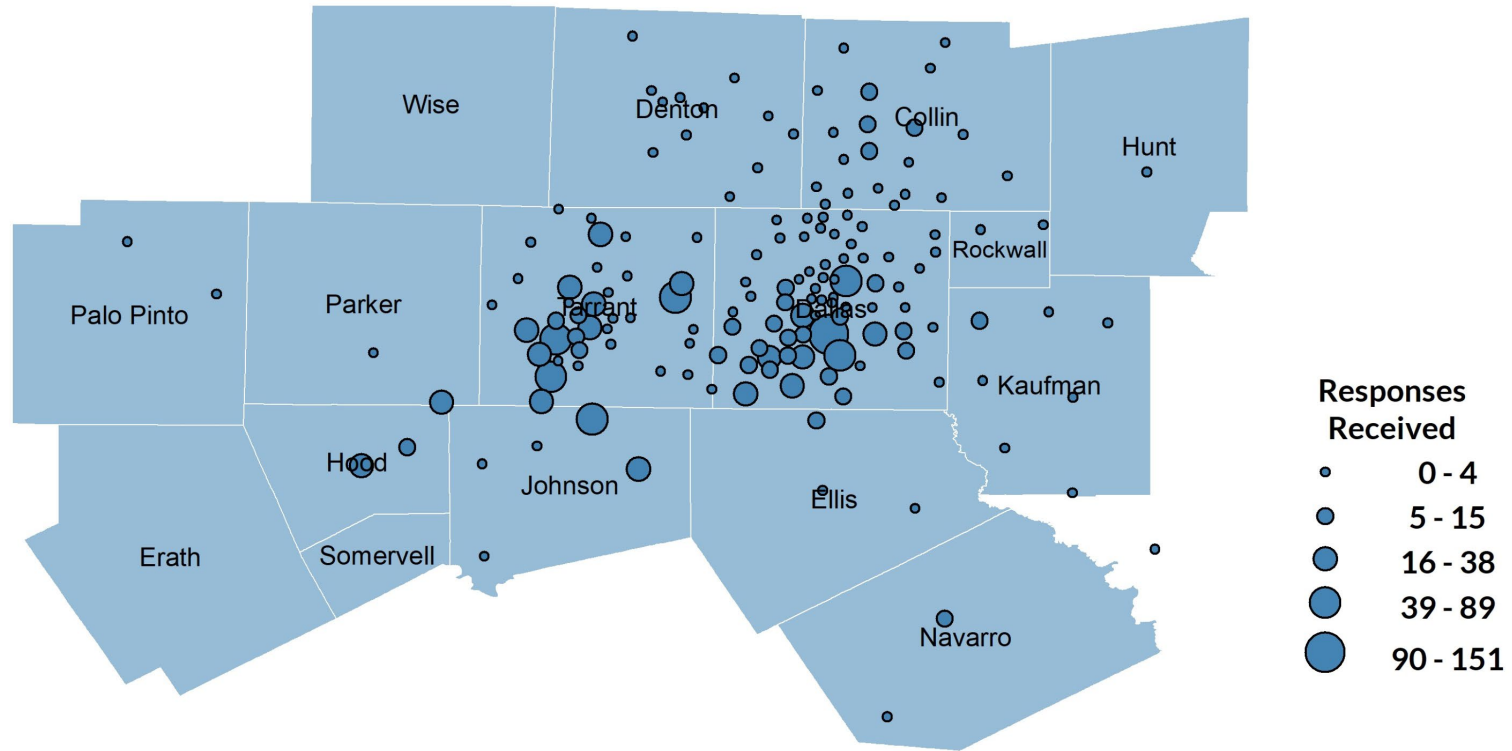 Wise
Denton
Collin
Hunt
Palo Pinto
Parker
Tarrant
Dallas
Rockwall
Kaufman
Hood
Johnson
Ellis
Erath
Somervell
Navarro
Responses
Received
0 - 4
5 - 15
16 - 38
39 - 89
90 - 151